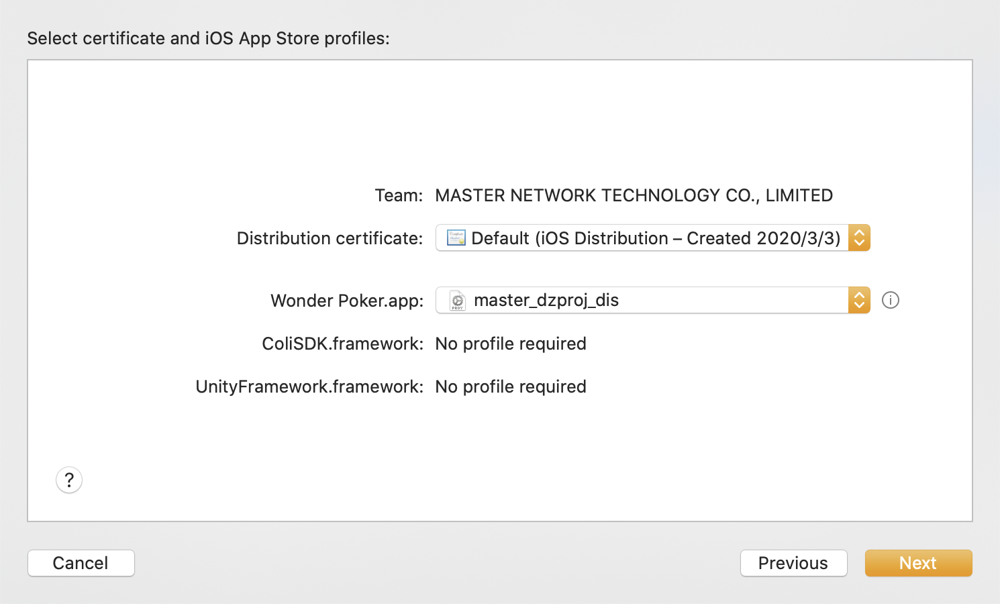 Select certificate and iOS App Store profiles:
Team: MASTER NETWORK TECHNOLOGY CO., LIMITED
Distribution certificate: Default (iOS Distribution – Created 2020/3/3)
Wonder Poker.app: master_dzproj_dis
ColiSDK.framework: No profile required
UnityFramework.framework: No profile required
?
Cancel Previous Next